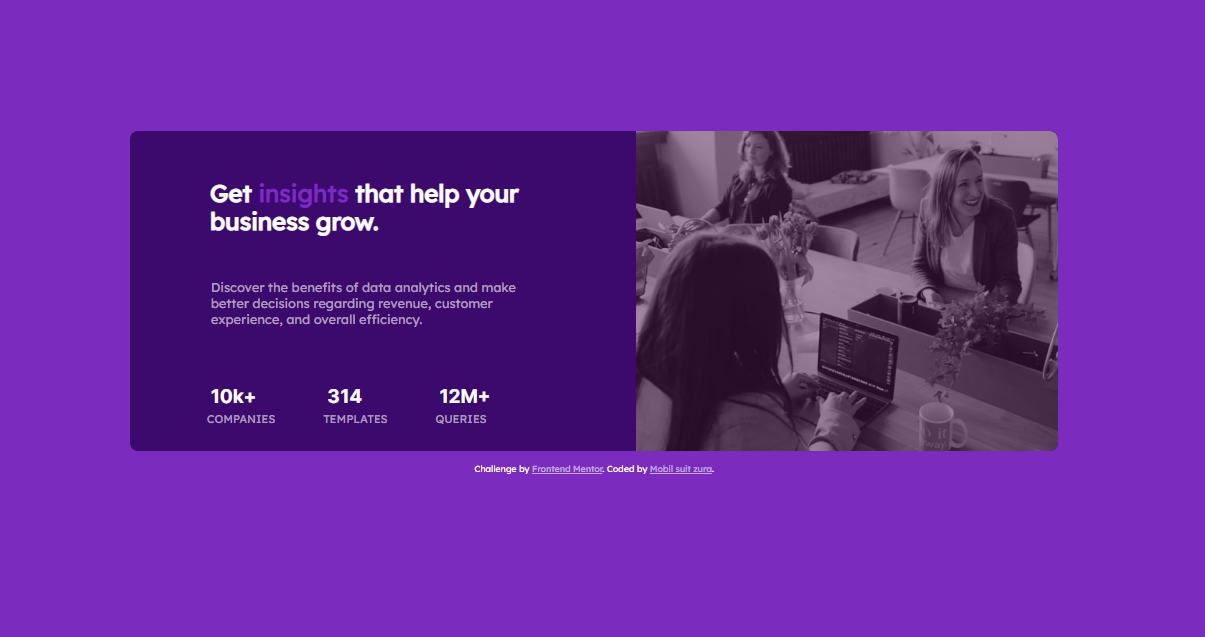 Get insights that help your
business grow.
Discover the benefits of data analytics and make
better decisions regarding revenue, customer
experience, and overall efficiency.
10k+ 314 12M+
COMPANIES TEMPLATES QUERIES
Challenge by Frontend Mentor. Coded by Mobil suit zura.